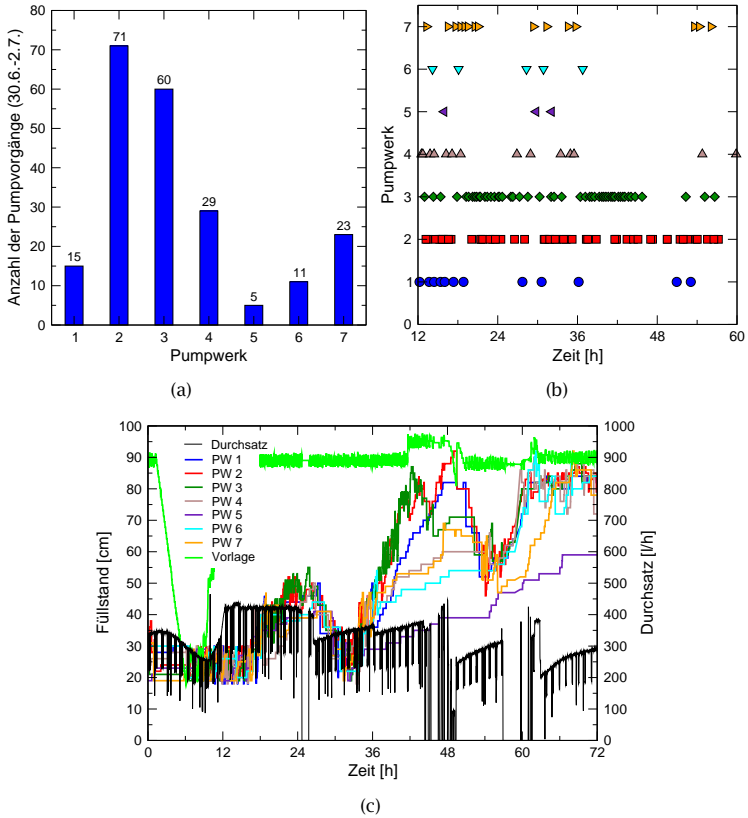 80
70
60
50
40
30
20
10
0
Anzahl der Pumpvorgänge (30.6.-2.7.)
15
71
60
29
5
11
23
1 2 3 4 5 6 7
Pumpwerk
(a)
7
6
5
4
3
2
1
0
Pumpwerk
12 24 36 48 60
Zeit [h]
(b)
100
90
80
70
60
50
40
30
20
10
0
Füllstand [cm]
Durchsatz
PW 1
PW 2
PW 3
PW 4
PW 5
PW 6
PW 7
Vorlage
1000
900
800
700
600
500
400
300
200
100
0
Durchsatz [l/h]
0 12 24 36 48 60 72
Zeit [h]
(c)